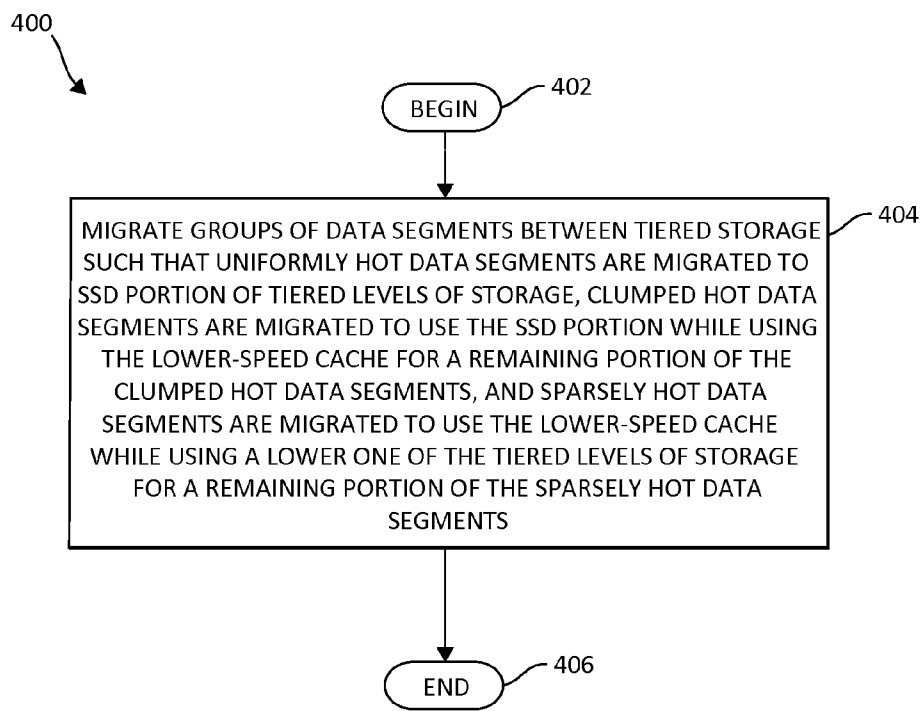 400
BEGIN
402
MIGRATE GROUPS OF DATA SEGMENTS BETWEEN TIERED STORAGE
404
SUCH THAT UNIFORMLY HOT DATA SEGMENTS ARE MIGRATED TO
SSD PORTION OF TIERED LEVELS OF STORAGE, CLUMPED HOT DATA
SEGMENTS ARE MIGRATED TO USE THE SSD PORTION WHILE USING
THE LOWER-SPEED CACHE FOR A REMAINING PORTION OF THE
CLUMPED HOT DATA SEGMENTS, AND SPARSELY HOT DATA
SEGMENTS ARE MIGRATED TO USE THE LOWER-SPEED CACHE
WHILE USING A LOWER ONE OF THE TIERED LEVELS OF STORAGE
FOR A REMAINING PORTION OF THE SPARSELY HOT DATA
SEGMENTS
END
406